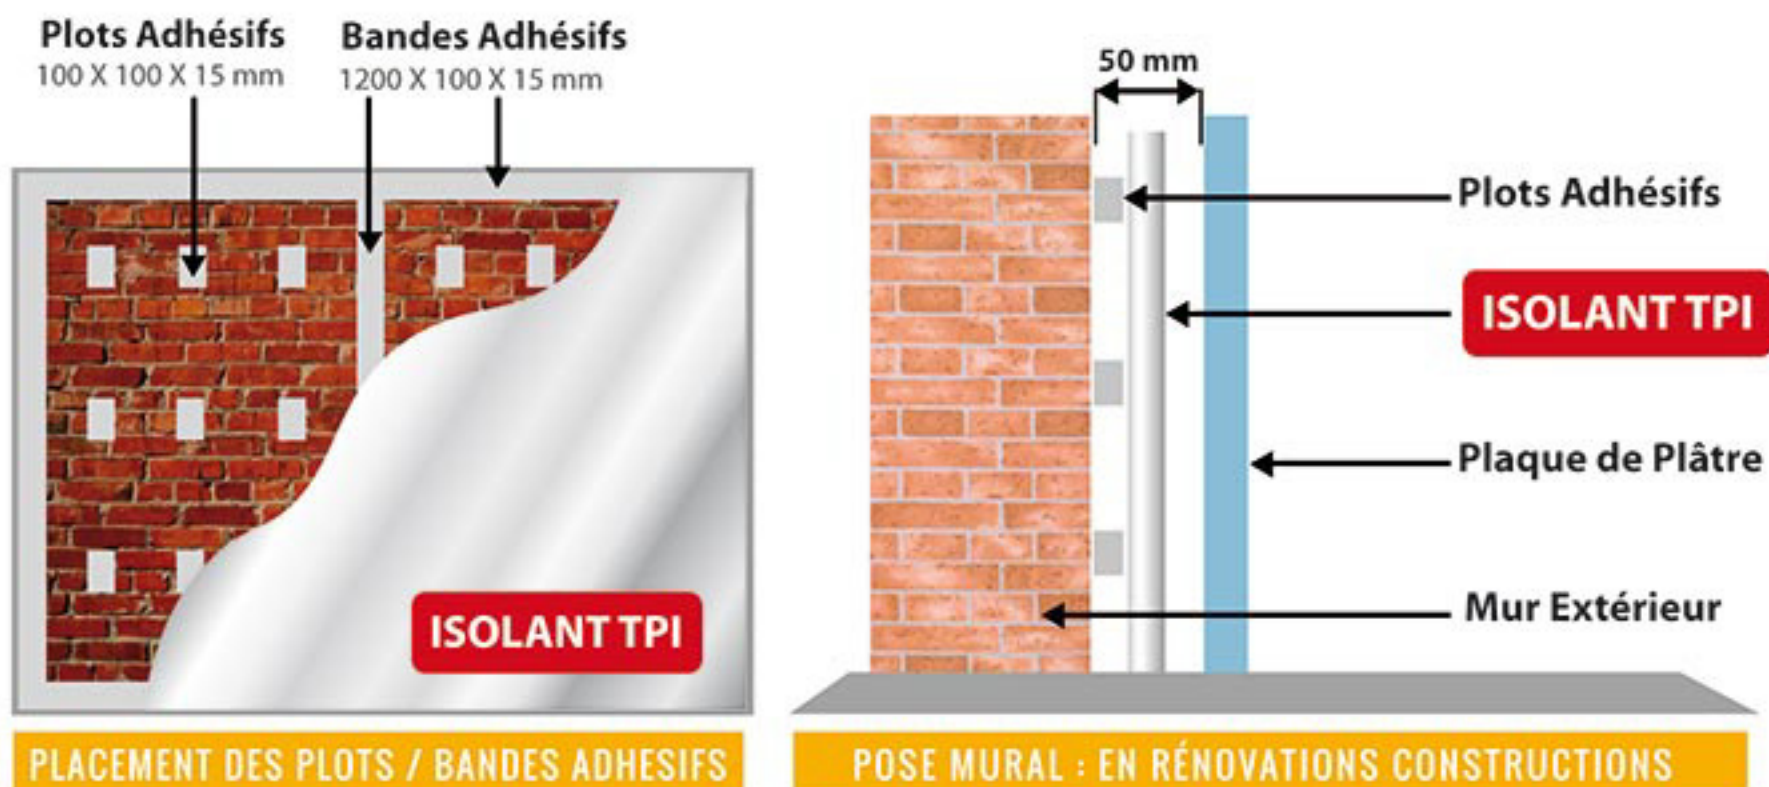 Plots Adhésifs
100 X 100 X 15 mm
Bandes Adhésifs
1200 X 100 X 15 mm
ISOLANT TPI
PLACEMENT DES PLOTS / BANDES ADHESIFS
50 mm
Plots Adhésifs
ISOLANT TPI
Plaque de Plâtre
Mur Extérieur
POSE MURAL : EN RÉNOVATIONS CONSTRUCTIONS